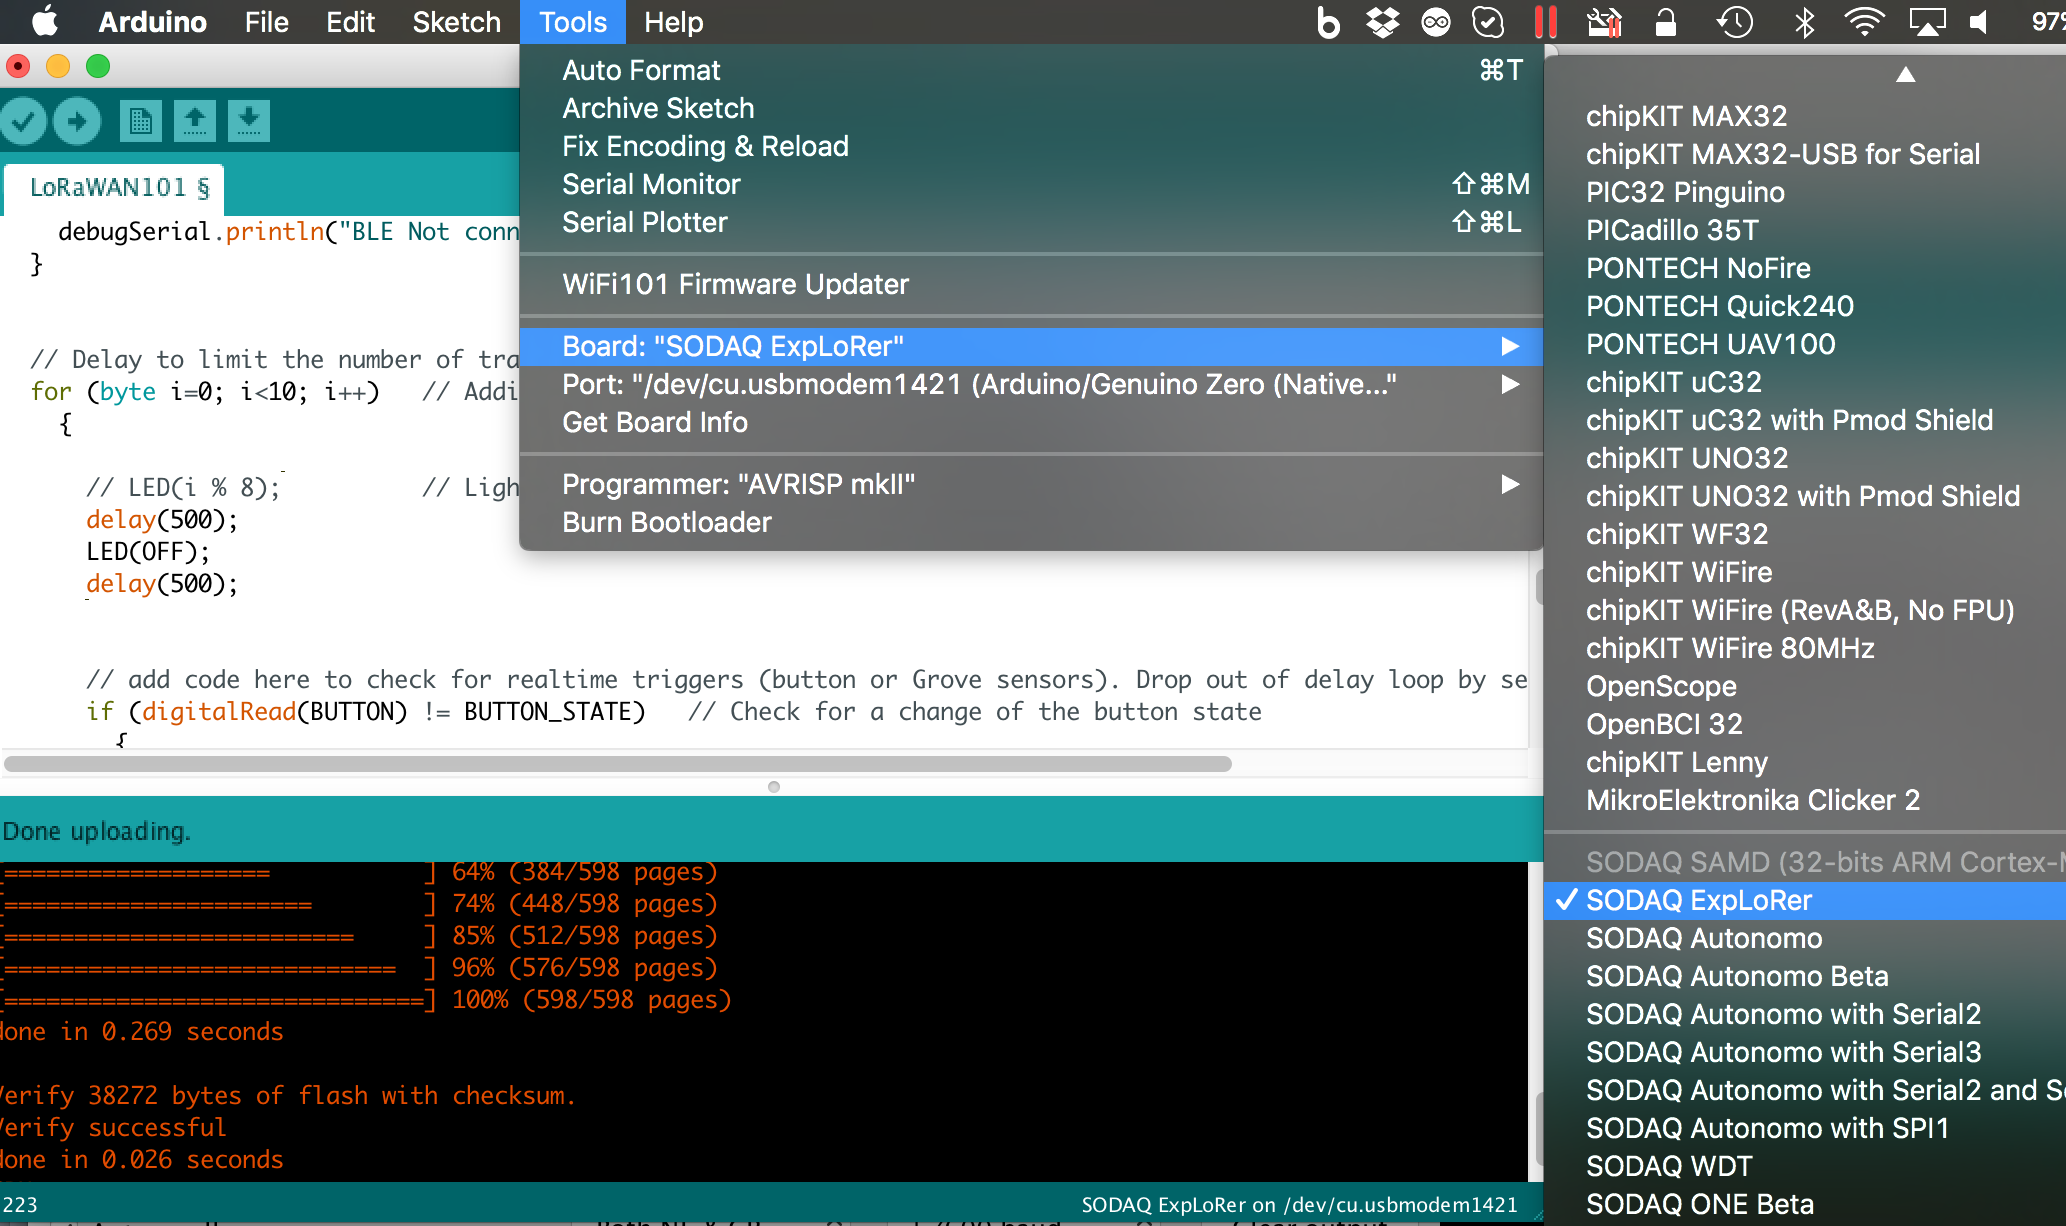 Arduino File Edit Sketch Tools Help 97%
Auto Format ⌘T
Archive Sketch
Fix Encoding & Reload
Serial Monitor ⇧⌘M
Serial Plotter ⇧⌘L
WiFi101 Firmware Updater
Board: "SODAQ ExpLoRer"
Port: "/dev/cu.usbmodem1421 (Arduino/Genuino Zero (Native..."
Get Board Info
Programmer: "AVRISP mkII"
Burn Bootloader
chipKIT MAX32
chipKIT MAX32-USB for Serial
PIC32 Pinguino
PICadillo 35T
PONTECH NoFire
PONTECH Quick240
PONTECH UAV100
chipKIT uC32
chipKIT uC32 with Pmod Shield
chipKIT UNO32
chipKIT UNO32 with Pmod Shield
chipKIT WF32
chipKIT WiFire
chipKIT WiFire (RevA&B, No FPU)
chipKIT WiFire 80MHz
OpenScope
OpenBCI 32
chipKIT Lenny
MikroElektronika Clicker 2
SODAQ SAMD (32-bits ARM Cortex-M
✓ SODAQ ExpLoRer
SODAQ Autonomo
SODAQ Autonomo Beta
SODAQ Autonomo with Serial2
SODAQ Autonomo with Serial3
SODAQ Autonomo with Serial2 and Se
SODAQ Autonomo with SPI1
SODAQ WDT
SODAQ ONE Beta
LoRaWAN101 §
debugSerial.println("BLE Not conn
}
// Delay to limit the number of tra
for (byte i=0; i<10; i++) // Addi
{
// LED(i % 8); // Ligh
delay(500);
LED(OFF);
delay(500);
// add code here to check for realtime triggers (button or Grove sensors). Drop out of delay loop by se
if (digitalRead(BUTTON) != BUTTON_STATE) // Check for a change of the button state
{
Done uploading.
[=================== ] 64% (384/598 pages)
[====================== ] 74% (448/598 pages)
[========================= ] 85% (512/598 pages)
[============================ ] 96% (576/598 pages)
[==============================] 100% (598/598 pages)
done in 0.269 seconds
Verify 38272 bytes of flash with checksum.
Verify successful
done in 0.026 seconds
223 SODAQ ExpLoRer on /dev/cu.usbmodem1421